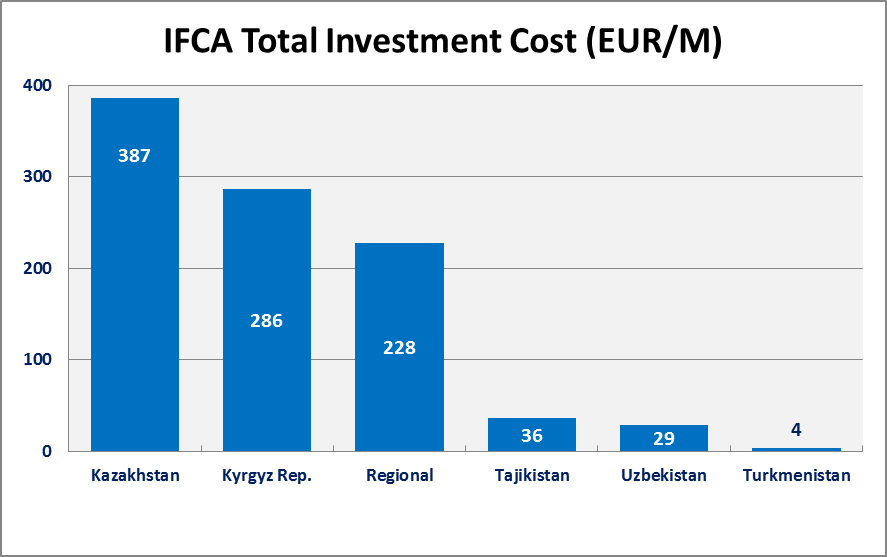 IFCA Total Investment Cost (EUR/M)
400
300
200
100
0
387
286
228
36
29
4
Kazakhstan
Kyrgyz Rep.
Regional
Tajikistan
Uzbekistan
Turkmenistan